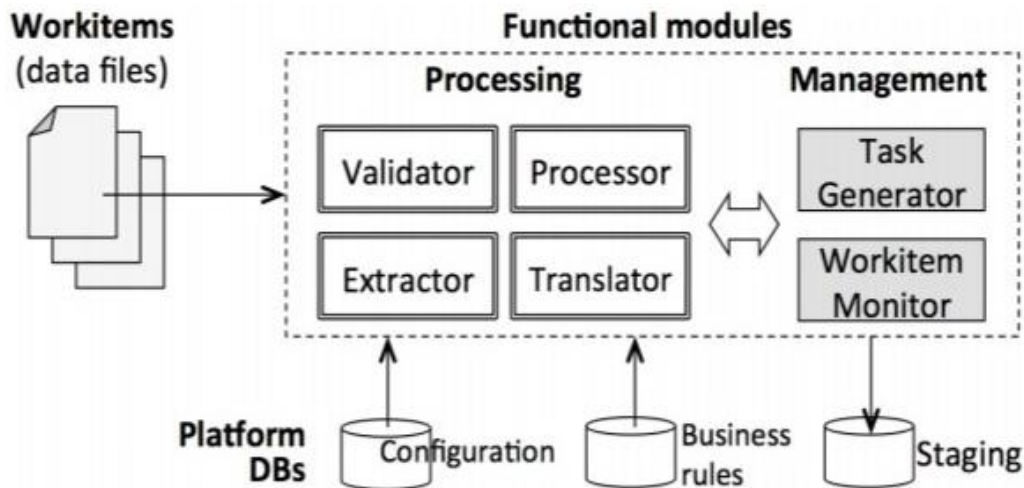 Workitems
(data files)
Functional modules
Processing
Management
Validator
Processor
Task
Generator
Extractor
Translator
Workitem
Monitor
Platform
DBs
Configuration
Business
rules
Staging